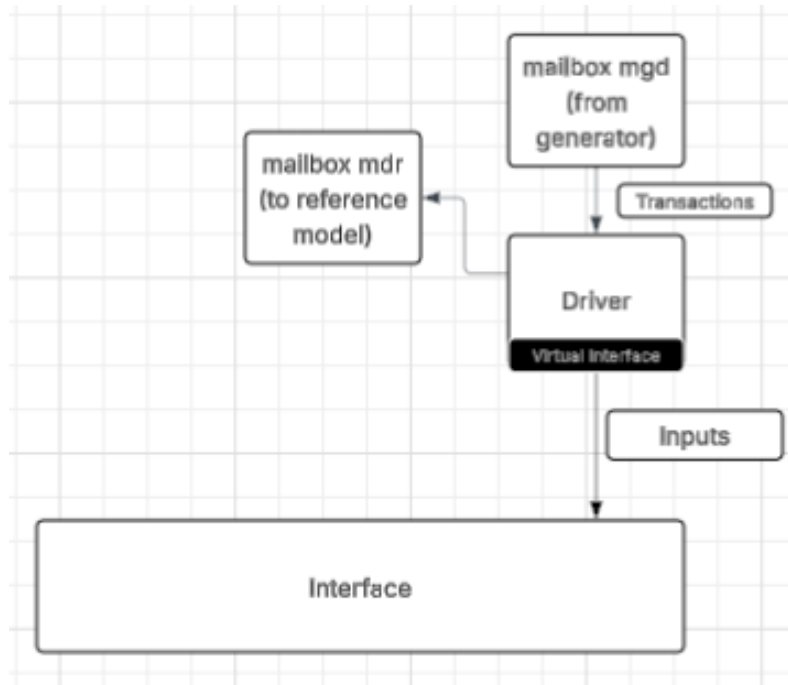 mailbox mgd
(from
generator)
mailbox mdr
(to reference
model)
Transactions
Driver
Virtual Interface
Inputs
Interface